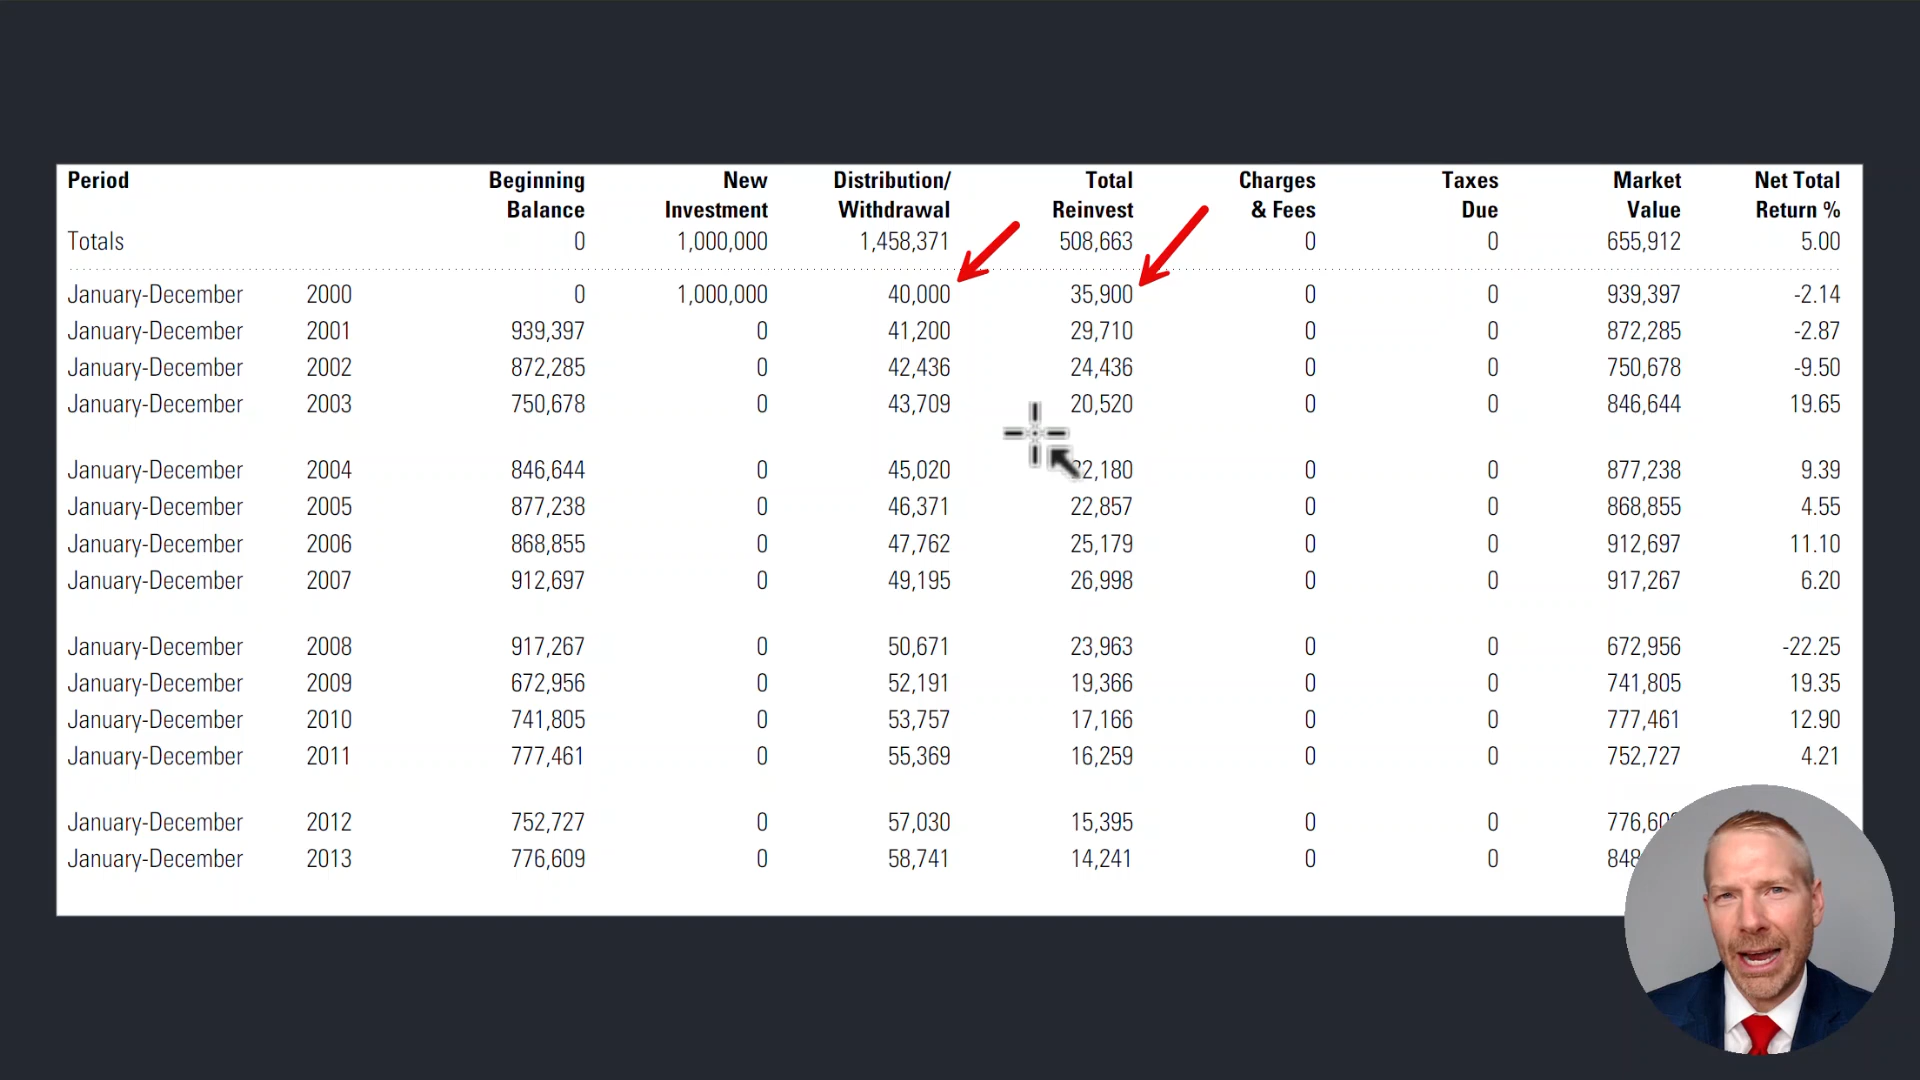 Period Beginning Balance New Investment Distribution/ Withdrawal Total Reinvest Charges & Fees Taxes Due Market Value Net Total Return %
Totals 0 1,000,000 1,458,371 508,663 0 0 655,912 5.00
January-December 2000 0 1,000,000 40,000 35,900 0 0 939,397 -2.14
January-December 2001 939,397 0 41,200 29,710 0 0 872,285 -2.87
January-December 2002 872,285 0 42,436 24,436 0 0 750,678 -9.50
January-December 2003 750,678 0 43,709 20,520 0 0 846,644 19.65
January-December 2004 846,644 0 45,020 0 0 877,238 9.39
January-December 2005 877,238 0 46,371 22,857 0 0 868,855 4.55
January-December 2006 868,855 0 47,762 25,179 0 0 912,697 11.10
January-December 2007 912,697 0 49,195 26,998 0 0 917,267 6.20
January-December 2008 917,267 0 50,671 23,963 0 0 672,956 -22.25
January-December 2009 672,956 0 52,191 19,366 0 0 741,805 19.35
January-December 2010 741,805 0 53,757 17,166 0 0 777,461 12.90
January-December 2011 777,461 0 55,369 16,259 0 0 752,727 4.21
January-December 2012 752,727 0 57,030 15,395 0 0
January-December 2013 776,609 0 58,741 14,241 0 0